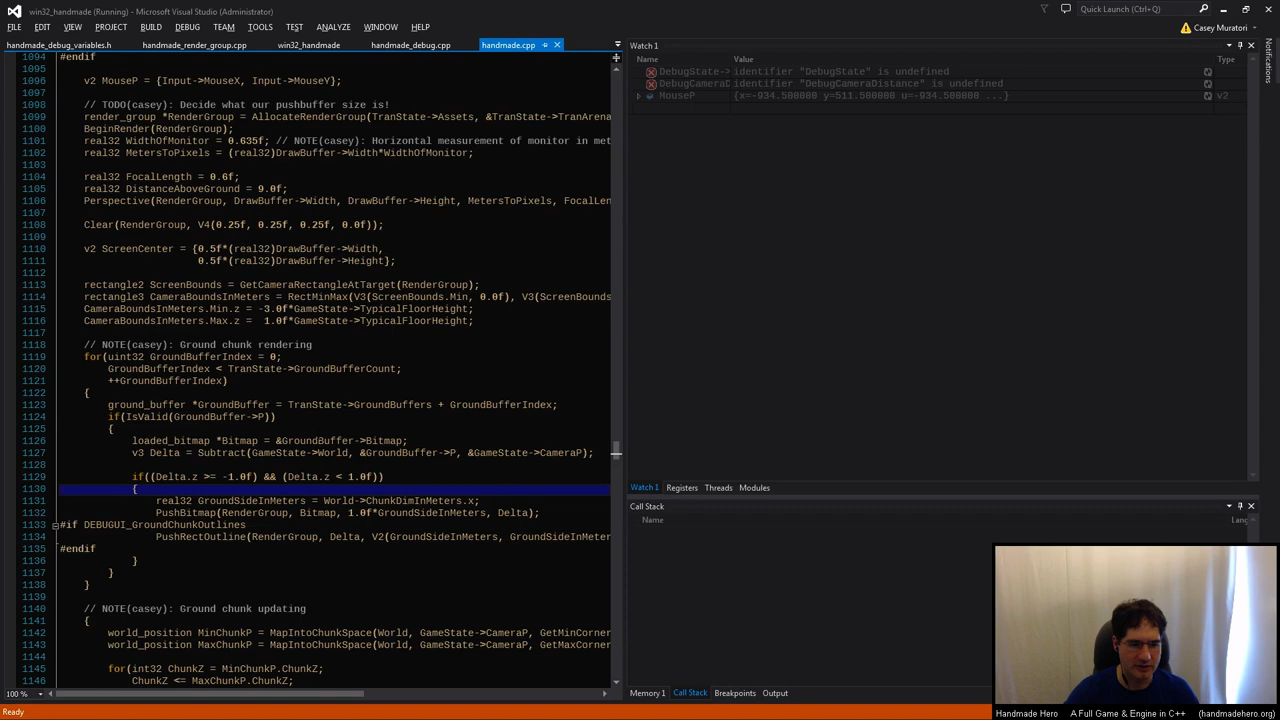 win32_handmade (Running) - Microsoft Visual Studio (Administrator)
Quick Launch (Ctrl+Q)
FILE EDIT VIEW PROJECT BUILD DEBUG TEAM TOOLS TEST ANALYZE WINDOW HELP
Casey Muratori
handmade_debug_variables.h handmade_render_group.cpp win32_handmade handmade_debug.cpp handmade.cpp
1094 #endif
1095
1096 v2 MouseP = {Input->MouseX, Input->MouseY};
1097
1098 // TODO(casey): Decide what our pushbuffer size is!
1099 render_group *RenderGroup = AllocateRenderGroup(TranState->Assets, &TranState->TranArena
1100 BeginRender(RenderGroup);
1101 real32 WidthOfMonitor = 0.635f; // NOTE(casey): Horizontal measurement of monitor in met
1102 real32 MetersToPixels = (real32)DrawBuffer->Width*WidthOfMonitor;
1103
1104 real32 FocalLength = 0.6f;
1105 real32 DistanceAboveGround = 9.0f;
1106 Perspective(RenderGroup, DrawBuffer->Width, DrawBuffer->Height, MetersToPixels, FocalLen
1107
1108 Clear(RenderGroup, V4(0.25f, 0.25f, 0.25f, 0.0f));
1109
1110 v2 ScreenCenter = {0.5f*(real32)DrawBuffer->Width,
1111 0.5f*(real32)DrawBuffer->Height};
1112
1113 rectangle2 ScreenBounds = GetCameraRectangleAtTarget(RenderGroup);
1114 rectangle3 CameraBoundsInMeters = RectMinMax(V3(ScreenBounds.Min, 0.0f), V3(ScreenBounds
1115 CameraBoundsInMeters.Min.z = -3.0f*GameState->TypicalFloorHeight;
1116 CameraBoundsInMeters.Max.z = 1.0f*GameState->TypicalFloorHeight;
1117
1118 // NOTE(casey): Ground chunk rendering
1119 for(uint32 GroundBufferIndex = 0;
1120 GroundBufferIndex < TranState->GroundBufferCount;
1121 ++GroundBufferIndex)
1122 {
1123 ground_buffer *GroundBuffer = TranState->GroundBuffers + GroundBufferIndex;
1124 if(IsValid(GroundBuffer->P))
1125 {
1126 loaded_bitmap *Bitmap = &GroundBuffer->Bitmap;
1127 v3 Delta = Subtract(GameState->World, &GroundBuffer->P, &GameState->CameraP);
1128
1129 if((Delta.z >= -1.0f) && (Delta.z < 1.0f))
1130 {
1131 real32 GroundSideInMeters = World->ChunkDimInMeters.x;
1132 PushBitmap(RenderGroup, Bitmap, 1.0f*GroundSideInMeters, Delta);
1133 #if DEBUGUI_GroundChunkOutlines
1134 PushRectOutline(RenderGroup, Delta, V2(GroundSideInMeters, GroundSideInMeter
1135 #endif
1136 }
1137 }
1138 }
1139
1140 // NOTE(casey): Ground chunk updating
1141 {
1142 world_position MinChunkP = MapIntoChunkSpace(World, GameState->CameraP, GetMinCorner
1143 world_position MaxChunkP = MapIntoChunkSpace(World, GameState->CameraP, GetMaxCorner
1144
1145 for(int32 ChunkZ = MinChunkP.ChunkZ;
ChunkZ <= MaxChunkP.ChunkZ;
100 %
Watch 1
Name Value Type
DebugState-> identifier "DebugState" is undefined
DebugCameraD identifier "DebugCameraDistance" is undefined
MouseP {x=-934.500000 y=511.500000 u=-934.500000 ...} v2
Watch 1 Registers Threads Modules
Call Stack
Name Lang
Memory 1 Call Stack Breakpoints Output
Notifications
Ready
Handmade Hero A Full Game & Engine in C++ (handmadehero.org)